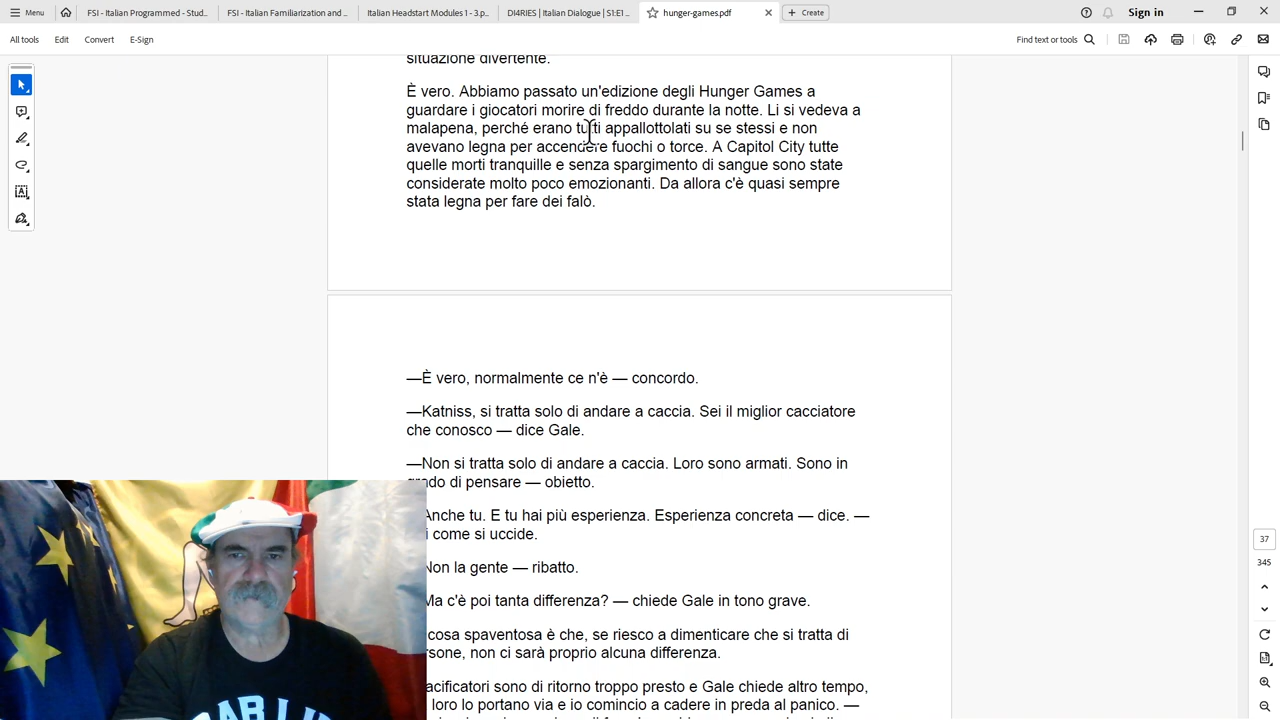 FSI - Italian Programmed - Stud...
FSI - Italian Familiarization and ...
Italian Headstart Modules 1 - 3.p...
DI4RIES | Italian Dialogue | S1:E1 ...
hunger-games.pdf
Create
Sign in
Menu
All tools
Edit
Convert
E-Sign
Find text or tools
situazione divertente.
È vero. Abbiamo passato un'edizione degli Hunger Games a
guardare i giocatori morire di freddo durante la notte. Li si vedeva a
malapena, perché erano tutti appallottolati su se stessi e non
avevano legna per accendere fuochi o torce. A Capitol City tutte
quelle morti tranquille e senza spargimento di sangue sono state
considerate molto poco emozionanti. Da allora c'è quasi sempre
stata legna per fare dei falò.
—È vero, normalmente ce n'è — concordo.
—Katniss, si tratta solo di andare a caccia. Sei il miglior cacciatore
che conosco — dice Gale.
—Non si tratta solo di andare a caccia. Loro sono armati. Sono in
grado di pensare — obietto.
Anche tu. E tu hai più esperienza. Esperienza concreta — dice. —
come si uccide.
Non la gente — ribatto.
Ma c'è poi tanta differenza? — chiede Gale in tono grave.
cosa spaventosa è che, se riesco a dimenticare che si tratta di
rsone, non ci sarà proprio alcuna differenza.
acificatori sono di ritorno troppo presto e Gale chiede altro tempo,
loro lo portano via e io comincio a cadere in preda al panico. —
37
345